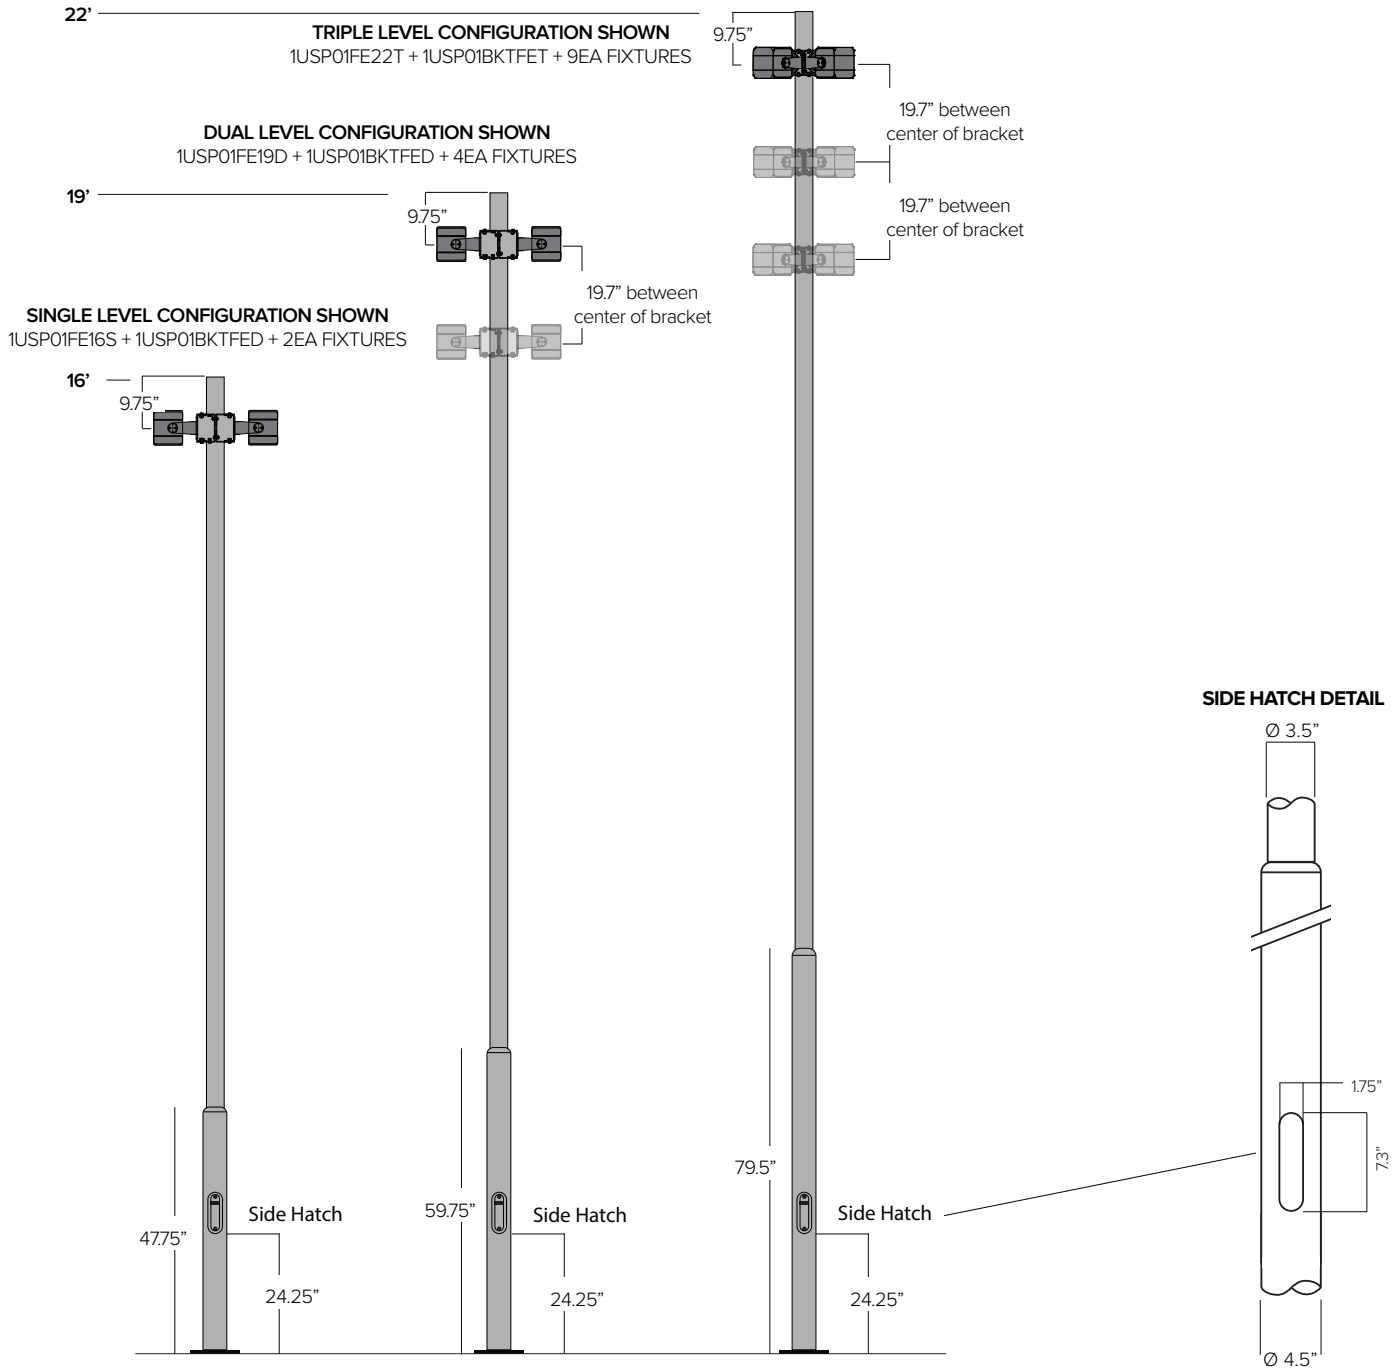 22’
TRIPLE LEVEL CONFIGURATION SHOWN
1USP01FE22T + 1USP01BKTFET + 9EA FIXTURES
9.75”
19.7” between
center of bracket
19.7” between
center of bracket
DUAL LEVEL CONFIGURATION SHOWN
1USP01FE19D + 1USP01BKTFED + 4EA FIXTURES
19’
9.75”
19.7” between
center of bracket
SINGLE LEVEL CONFIGURATION SHOWN
1USP01FE16S + 1USP01BKTFED + 2EA FIXTURES
16’
9.75”
47.75”
Side Hatch
24.25”
59.75”
Side Hatch
24.25”
79.5”
Side Hatch
24.25”
SIDE HATCH DETAIL
Ø 3.5”
1.75”
7.3”
Ø 4.5”